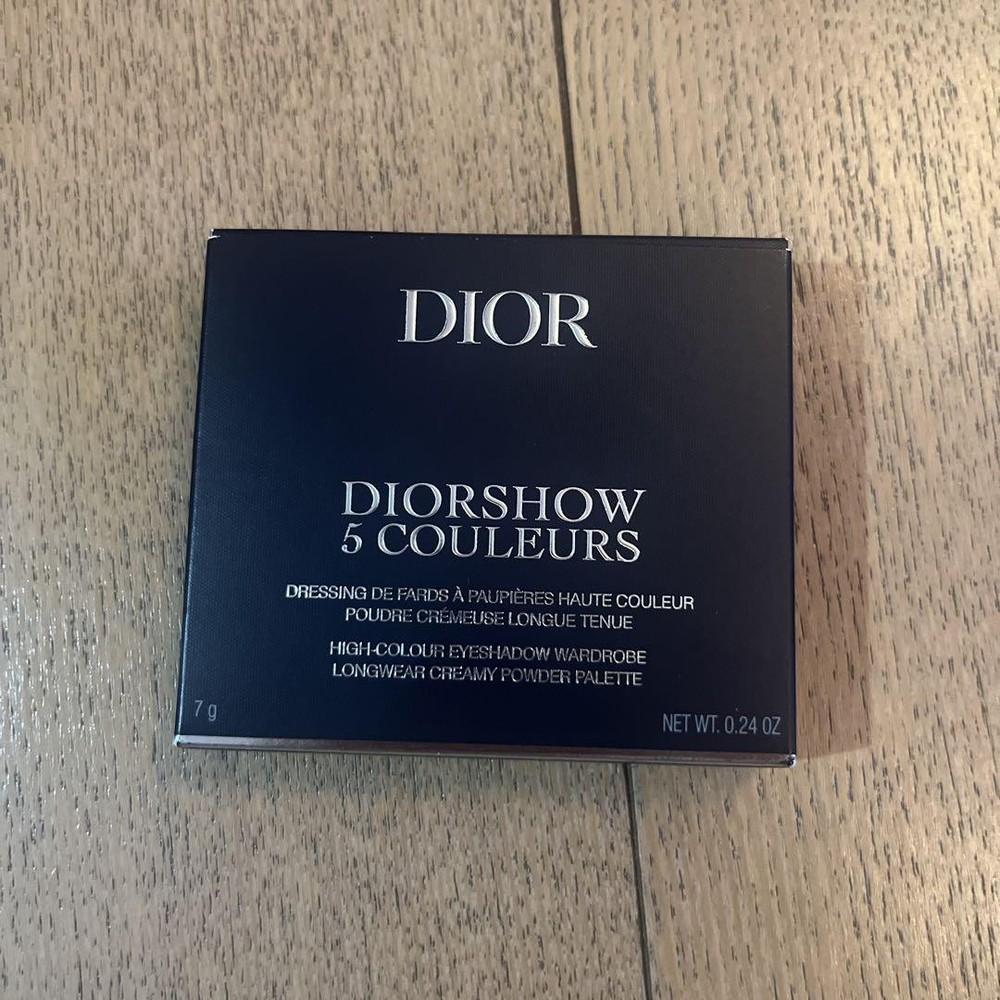 DIOR
DIORSHOW
5 COULEURS
DRESSING DE FARDS À PAUPIÈRES HAUTE COULEUR
POUDRE CRÉMEUSE LONGUE TENUE
HIGH-COLOUR EYESHADOW WARDROBE
LONGWEAR CREAMY POWDER PALETTE
7 g
NET WT. 0.24 OZ